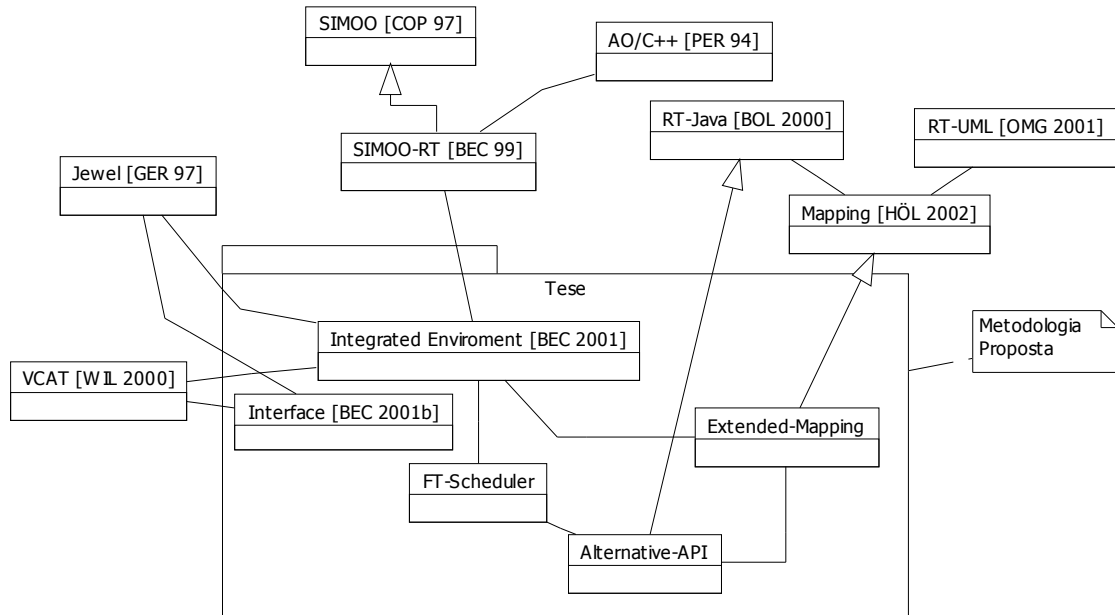 SIMOO [COP 97]
AO/C++ [PER 94]
RT-Java [BOL 2000]
RT-UML [OMG 2001]
SIMOO-RT [BEC 99]
Jewel [GER 97]
Mapping [HÖL 2002]
Tese
Integrated Enviroment [BEC 2001]
Metodologia
Proposta
VCAT [WIL 2000]
Interface [BEC 2001b]
Extended-Mapping
FT-Scheduler
Alternative-API